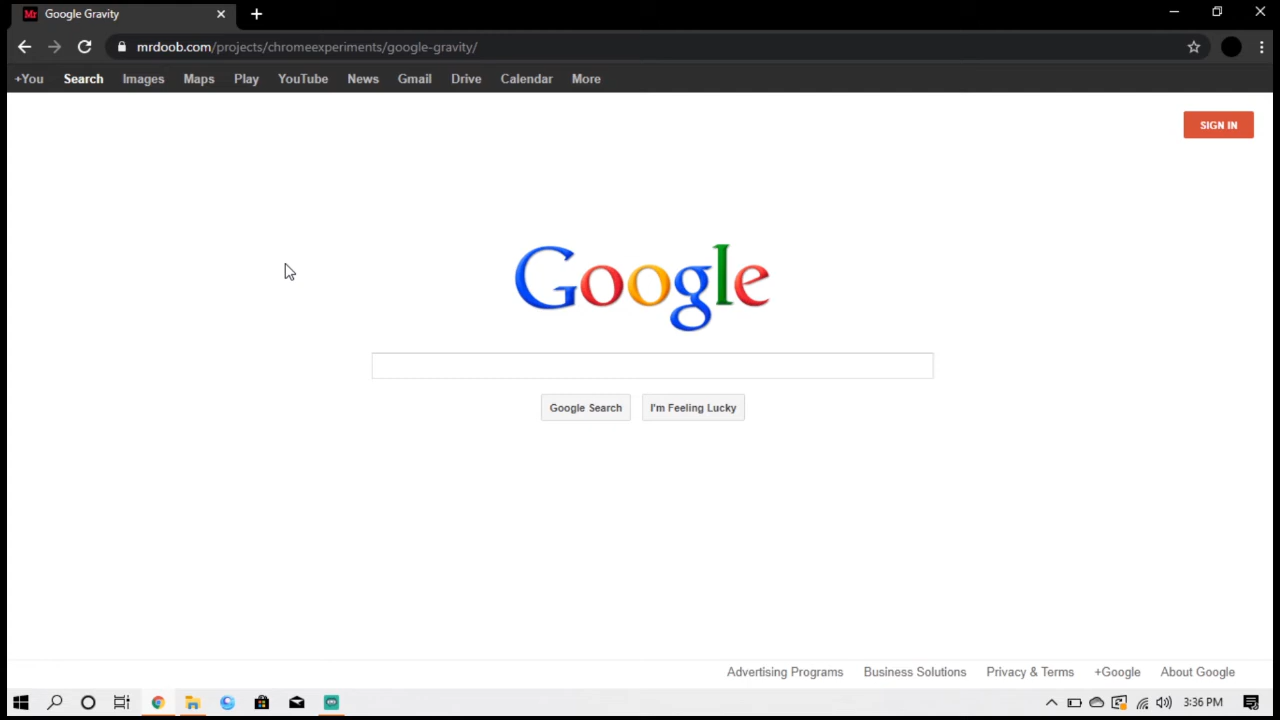 Mr Google Gravity
mrdoob.com/projects/chromeexperiments/google-gravity/
+You Search Images Maps Play YouTube News Gmail Drive Calendar More
SIGN IN
Google
Google Search I'm Feeling Lucky
Advertising Programs Business Solutions Privacy & Terms +Google About Google
3:36 PM